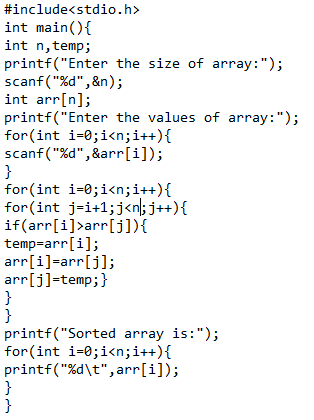 #include<stdio.h>
int main(){
int n,temp;
printf("Enter the size of array:");
scanf("%d",&n);
int arr[n];
printf("Enter the values of array:");
for(int i=0;i<n;i++){
scanf("%d",&arr[i]);
}
for(int i=0;i<n;i++){
for(int j=i+1;j<n;j++){
if(arr[i]>arr[j]){
temp=arr[i];
arr[i]=arr[j];
arr[j]=temp;}
}
}
printf("Sorted array is:");
for(int i=0;i<n;i++){
printf("%d\t",arr[i]);
}
}